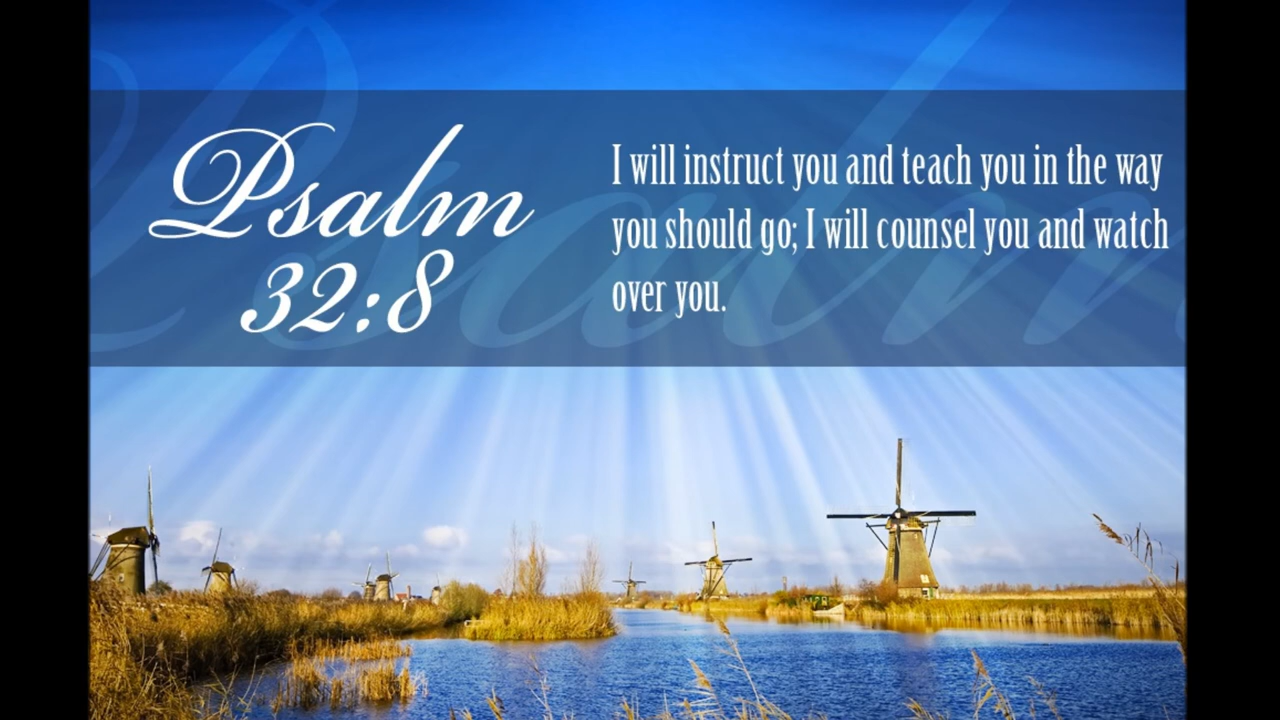 Psalm
32:8
I will instruct you and teach you in the way
you should go; I will counsel you and watch
over you.